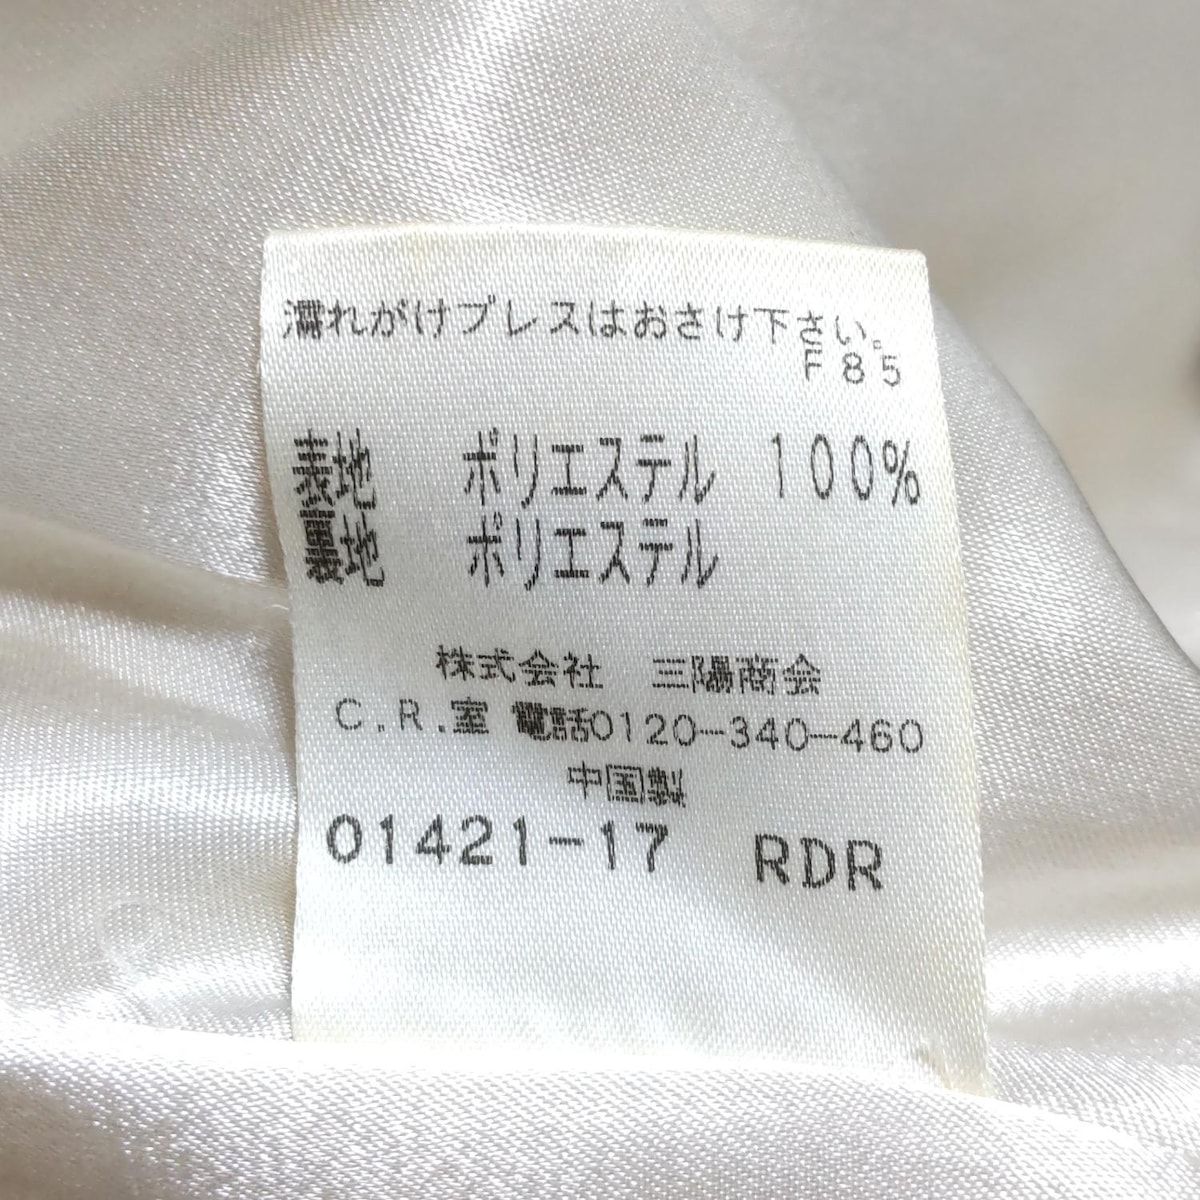 濡れがけプレスはおさけ下さい。
F85
表地 ポリエステル 100%
裏地 ポリエステル
株式会社 三陽商会
C.R.室 電話0120-340-460
中国製
01421-17 RDR